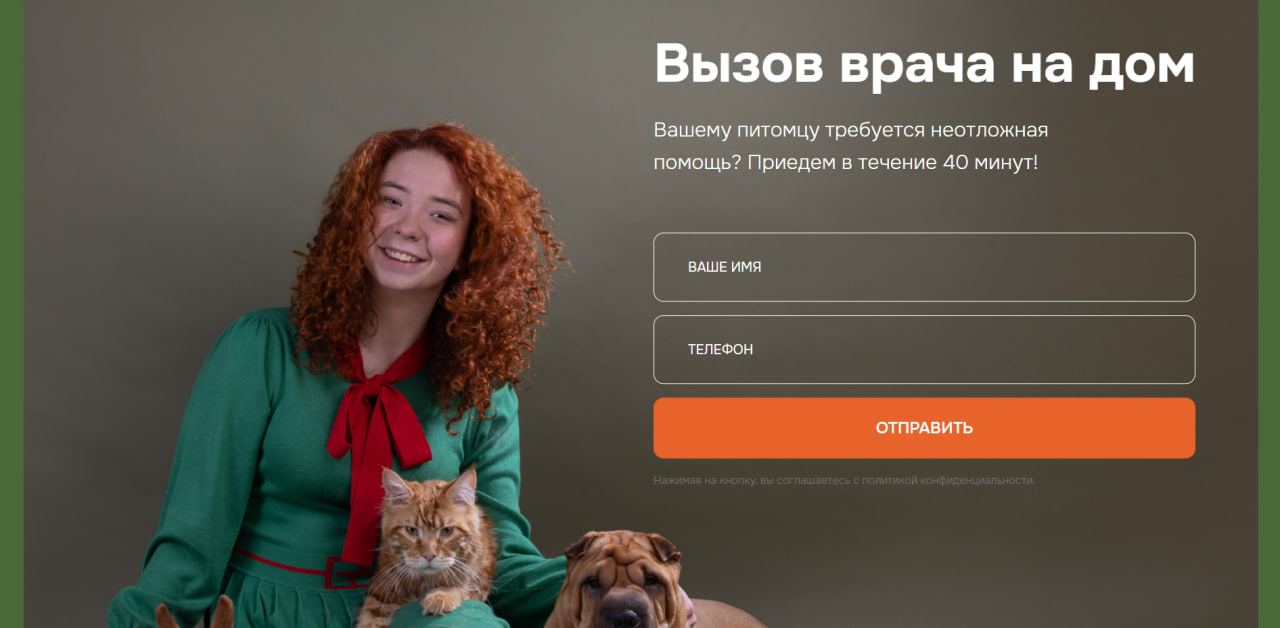 Вызов врача на дом
Вашему питомцу требуется неотложная
помощь? Приедем в течение 40 минут!
ВАШЕ ИМЯ
ТЕЛЕФОН
ОТПРАВИТЬ
Нажимая на кнопку, вы соглашаетесь с политикой конфиденциальности.